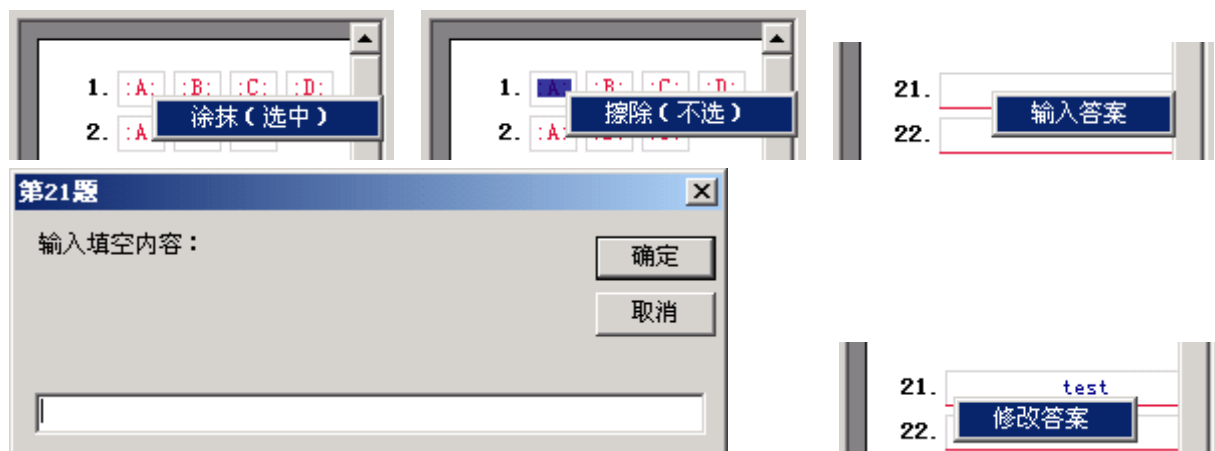 1. :A: :B: :C: :D:
涂抹(选中)
2. :A
1. :A: :B: :C: :D:
擦除(不选)
2. :A:
21.
输入答案
22.
第21题
输入填空内容:
确定
取消
21. test
修改答案
22.